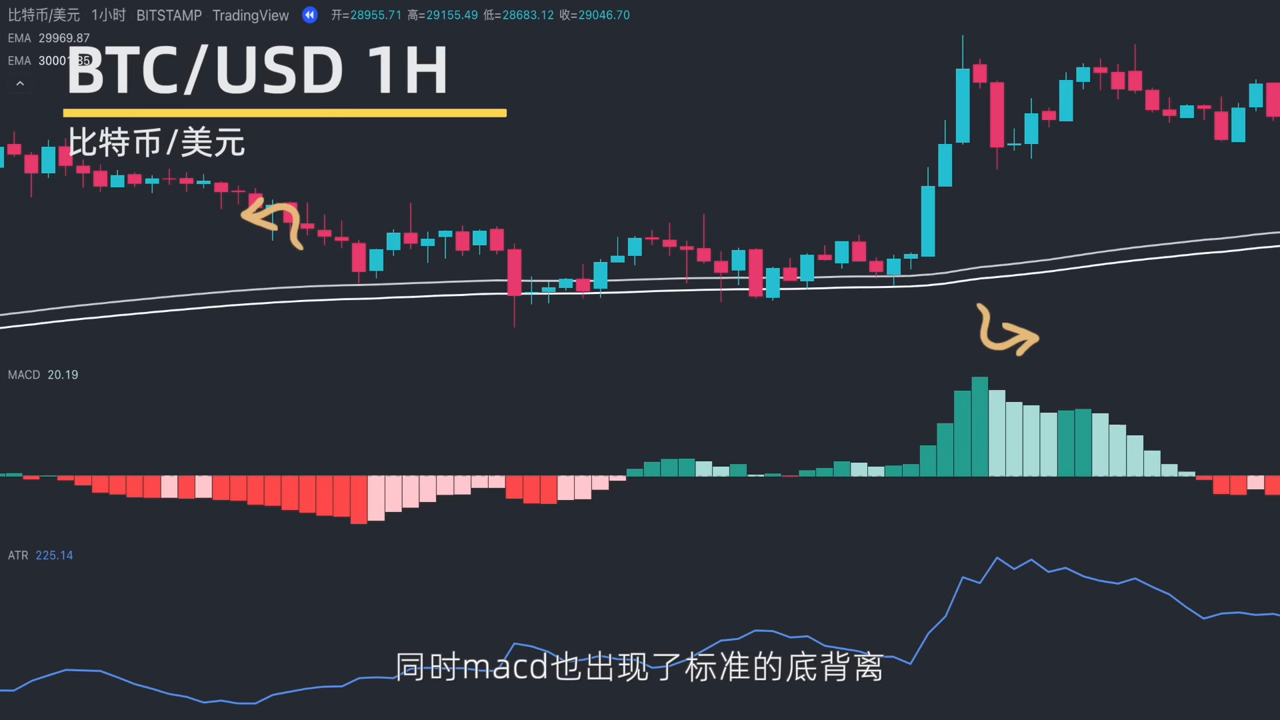 比特币/美元 1小时 BITSTAMP TradingView 开=28955.71 高=29155.49 低=28683.12 收=29046.70
EMA 29969.87
EMA 30001.85
BTC/USD 1H
比特币/美元
MACD 20.19
ATR 225.14
同时macd也出现了标准的底背离